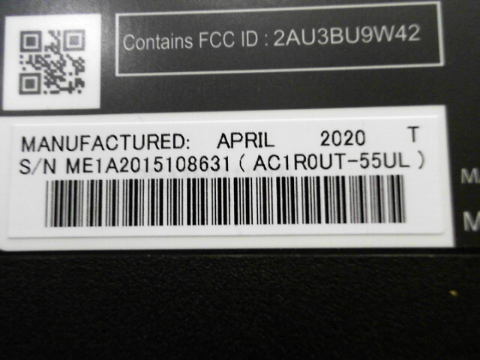 Contains FCC ID : 2AU3BU9W42
MANUFACTURED: APRIL 2020 T
S/N ME1A2015108631 ( AC1R0UT-55UL )
M